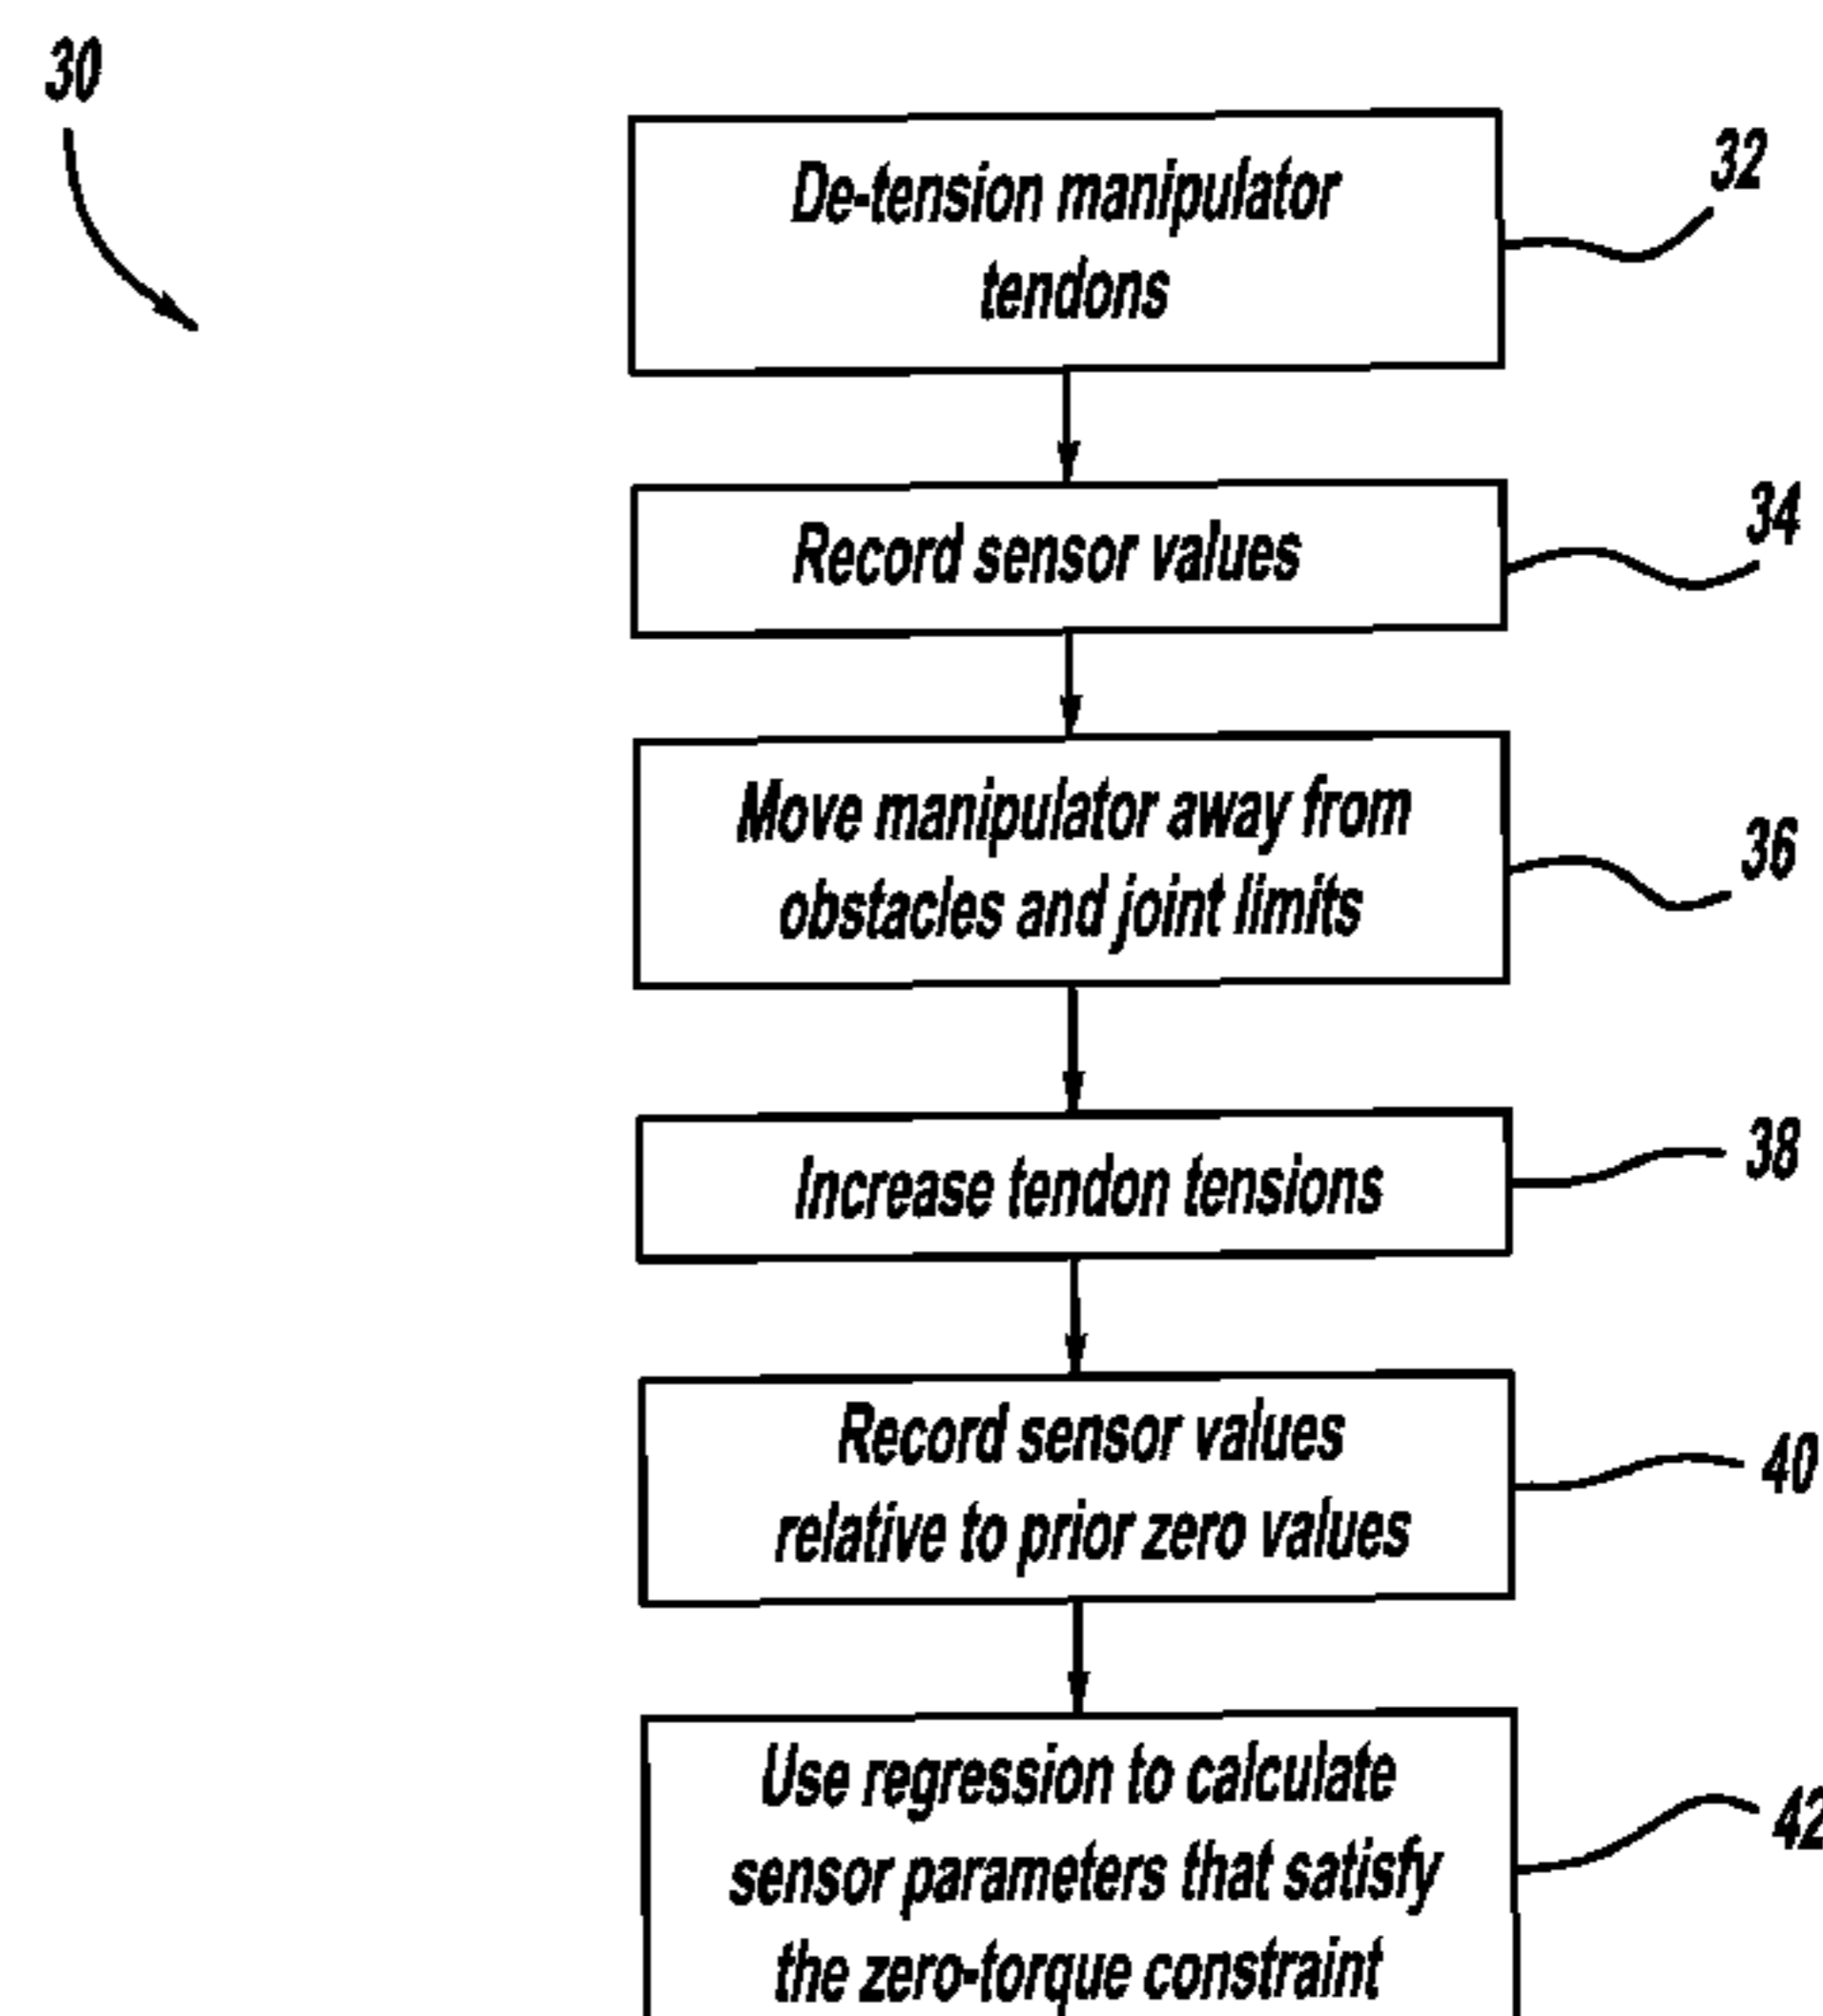 30
De-tension manipulator
tendons
32
Record sensor values
34
Move manipulator away from
obstacles and joint limits
36
Increase tendon tensions
38
Record sensor values
relative to prior zero values
40
Use regression to calculate
sensor parameters that satisfy
the zero-torque constraint
42